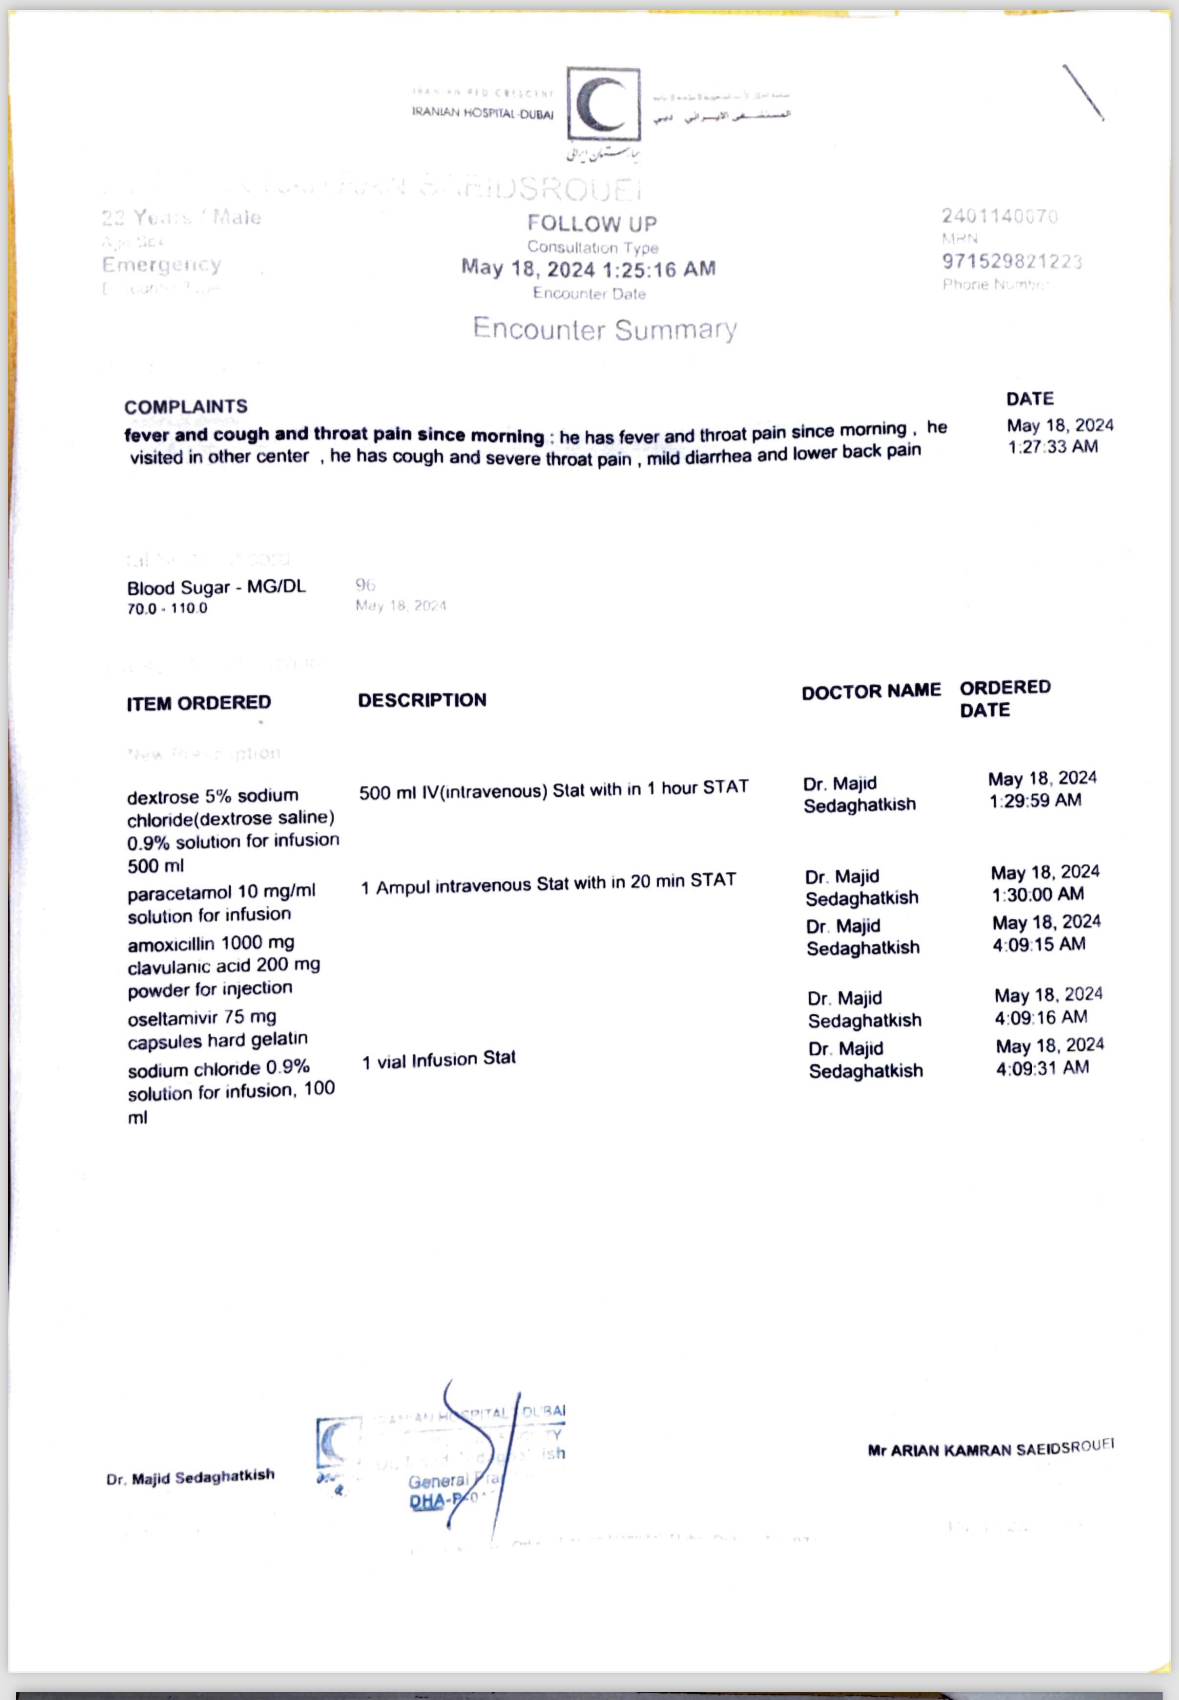 IRANIAN RED CRESCENT
IRANIAN HOSPITAL-DUBAI
المستشفى الايراني دبي
بیمارستان ایرانی
SAEIDSROUEI
22 Years / Male
Age/Sex
Emergency
Encounter Type
FOLLOW UP
Consultation Type
May 18, 2024 1:25:16 AM
Encounter Date
2401140070
MRN
971529821223
Phone Number
Encounter Summary
COMPLAINTS
DATE
fever and cough and throat pain since morning : he has fever and throat pain since morning , he
visited in other center , he has cough and severe throat pain , mild diarrhea and lower back pain
May 18, 2024
1:27:33 AM
Blood Sugar - MG/DL
70.0 - 110.0
96
May 18, 2024
ITEM ORDERED
DESCRIPTION
DOCTOR NAME
ORDERED
DATE
New Prescription
dextrose 5% sodium
chloride(dextrose saline)
0.9% solution for infusion
500 ml
500 ml IV(intravenous) Stat with in 1 hour STAT
Dr. Majid
Sedaghatkish
May 18, 2024
1:29:59 AM
paracetamol 10 mg/ml
solution for infusion
1 Ampul intravenous Stat with in 20 min STAT
Dr. Majid
Sedaghatkish
May 18, 2024
1:30:00 AM
amoxicillin 1000 mg
clavulanic acid 200 mg
powder for injection
Dr. Majid
Sedaghatkish
May 18, 2024
4:09:15 AM
oseltamivir 75 mg
capsules hard gelatin
Dr. Majid
Sedaghatkish
May 18, 2024
4:09:16 AM
sodium chloride 0.9%
solution for infusion, 100
ml
1 vial Infusion Stat
Dr. Majid
Sedaghatkish
May 18, 2024
4:09:31 AM
Dr. Majid Sedaghatkish
IRANIAN HOSPITAL DUBAI
General
DHA-P-0
Mr ARIAN KAMRAN SAEIDSROUEI